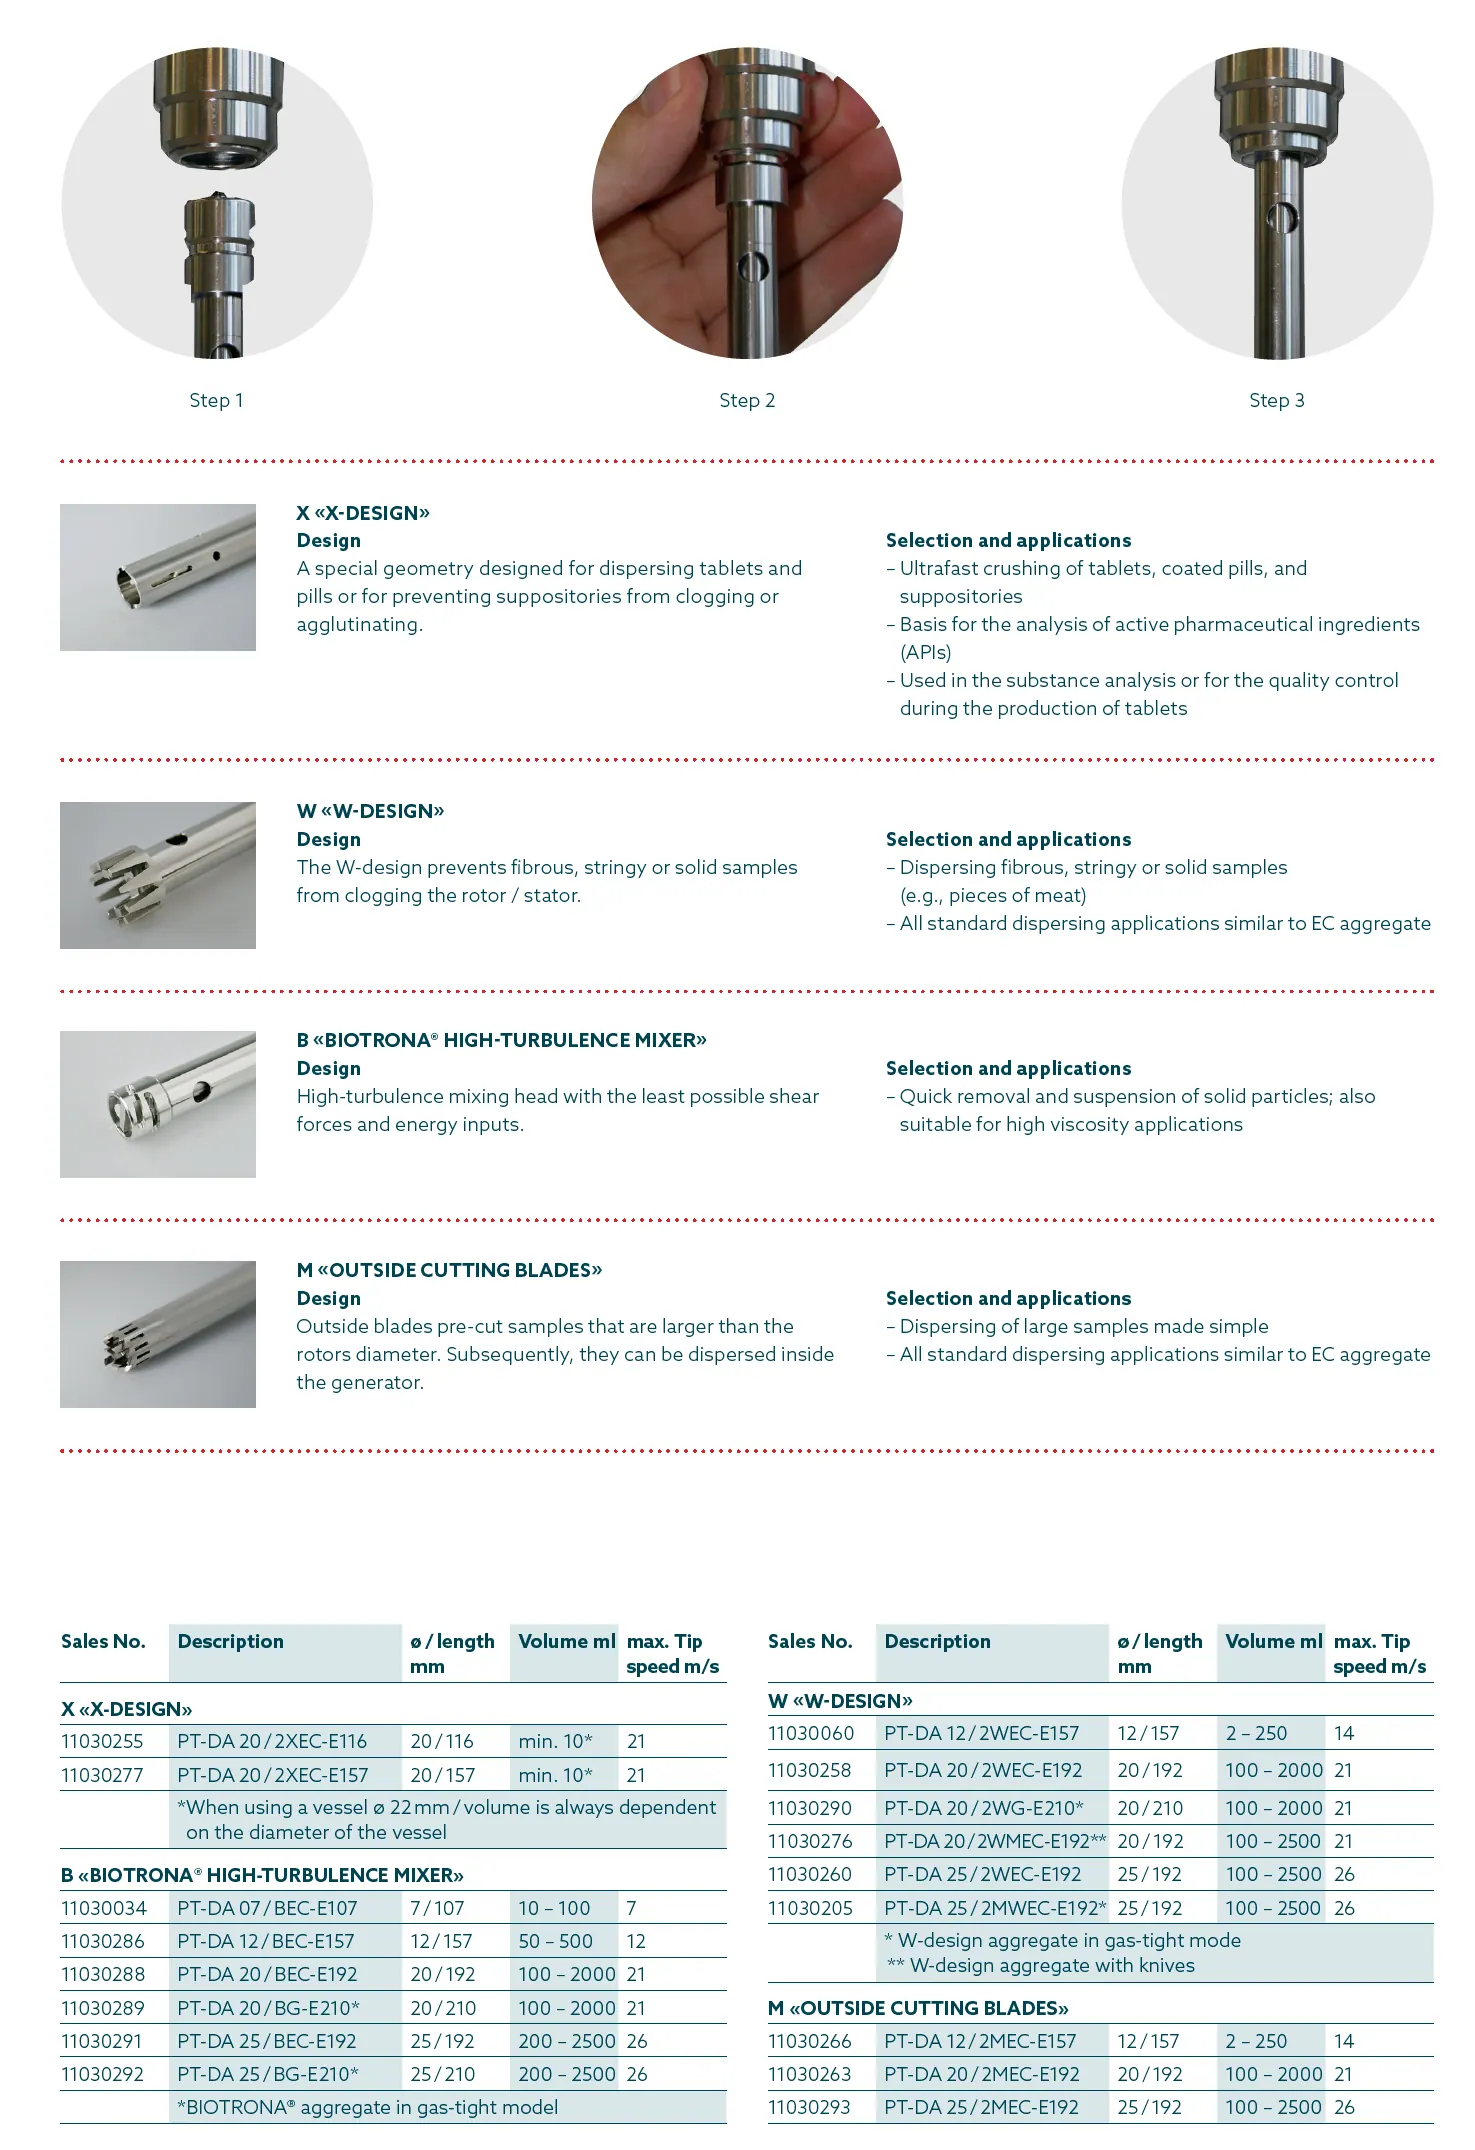 Step 1
Step 2
Step 3
X «X-DESIGN»
Design
A special geometry designed for dispersing tablets and
pills or for preventing suppositories from clogging or
agglutinating.
Selection and applications
– Ultrafast crushing of tablets, coated pills, and
suppositories
– Basis for the analysis of active pharmaceutical ingredients
(APIs)
– Used in the substance analysis or for the quality control
during the production of tablets
W «W-DESIGN»
Design
The W-design prevents fibrous, stringy or solid samples
from clogging the rotor / stator.
Selection and applications
– Dispersing fibrous, stringy or solid samples
(e.g., pieces of meat)
– All standard dispersing applications similar to EC aggregate
B «BIOTRONA® HIGH-TURBULENCE MIXER»
Design
High-turbulence mixing head with the least possible shear
forces and energy inputs.
Selection and applications
– Quick removal and suspension of solid particles; also
suitable for high viscosity applications
M «OUTSIDE CUTTING BLADES»
Design
Outside blades pre-cut samples that are larger than the
rotors diameter. Subsequently, they can be dispersed inside
the generator.
Selection and applications
– Dispersing of large samples made simple
– All standard dispersing applications similar to EC aggregate
Sales No. Description ø / length Volume ml max. Tip
mm speed m/s
X «X-DESIGN»
11030255 PT-DA 20 / 2XEC-E116 20 / 116 min. 10* 21
11030277 PT-DA 20 / 2XEC-E157 20 / 157 min. 10* 21
*When using a vessel ø 22 mm / volume is always dependent
on the diameter of the vessel
B «BIOTRONA® HIGH-TURBULENCE MIXER»
11030034 PT-DA 07 / BEC-E107 7 / 107 10 – 100 7
11030286 PT-DA 12 / BEC-E157 12 / 157 50 – 500 12
11030288 PT-DA 20 / BEC-E192 20 / 192 100 – 2000 21
11030289 PT-DA 20 / BG-E210* 20 / 210 100 – 2000 21
11030291 PT-DA 25 / BEC-E192 25 / 192 200 – 2500 26
11030292 PT-DA 25 / BG-E210* 25 / 210 200 – 2500 26
*BIOTRONA® aggregate in gas-tight model
Sales No. Description ø / length Volume ml max. Tip
mm speed m/s
W «W-DESIGN»
11030060 PT-DA 12 / 2WEC-E157 12 / 157 2 – 250 14
11030258 PT-DA 20 / 2WEC-E192 20 / 192 100 – 2000 21
11030290 PT-DA 20 / 2WG-E210* 20 / 210 100 – 2000 21
11030276 PT-DA 20 / 2WMEC-E192** 20 / 192 100 – 2500 21
11030260 PT-DA 25 / 2WEC-E192 25 / 192 100 – 2500 26
11030205 PT-DA 25 / 2MWEC-E192* 25 / 192 100 – 2500 26
* W-design aggregate in gas-tight mode
** W-design aggregate with knives
M «OUTSIDE CUTTING BLADES»
11030266 PT-DA 12 / 2MEC-E157 12 / 157 2 – 250 14
11030263 PT-DA 20 / 2MEC-E192 20 / 192 100 – 2000 21
11030293 PT-DA 25 / 2MEC-E192 25 / 192 100 – 2500 26